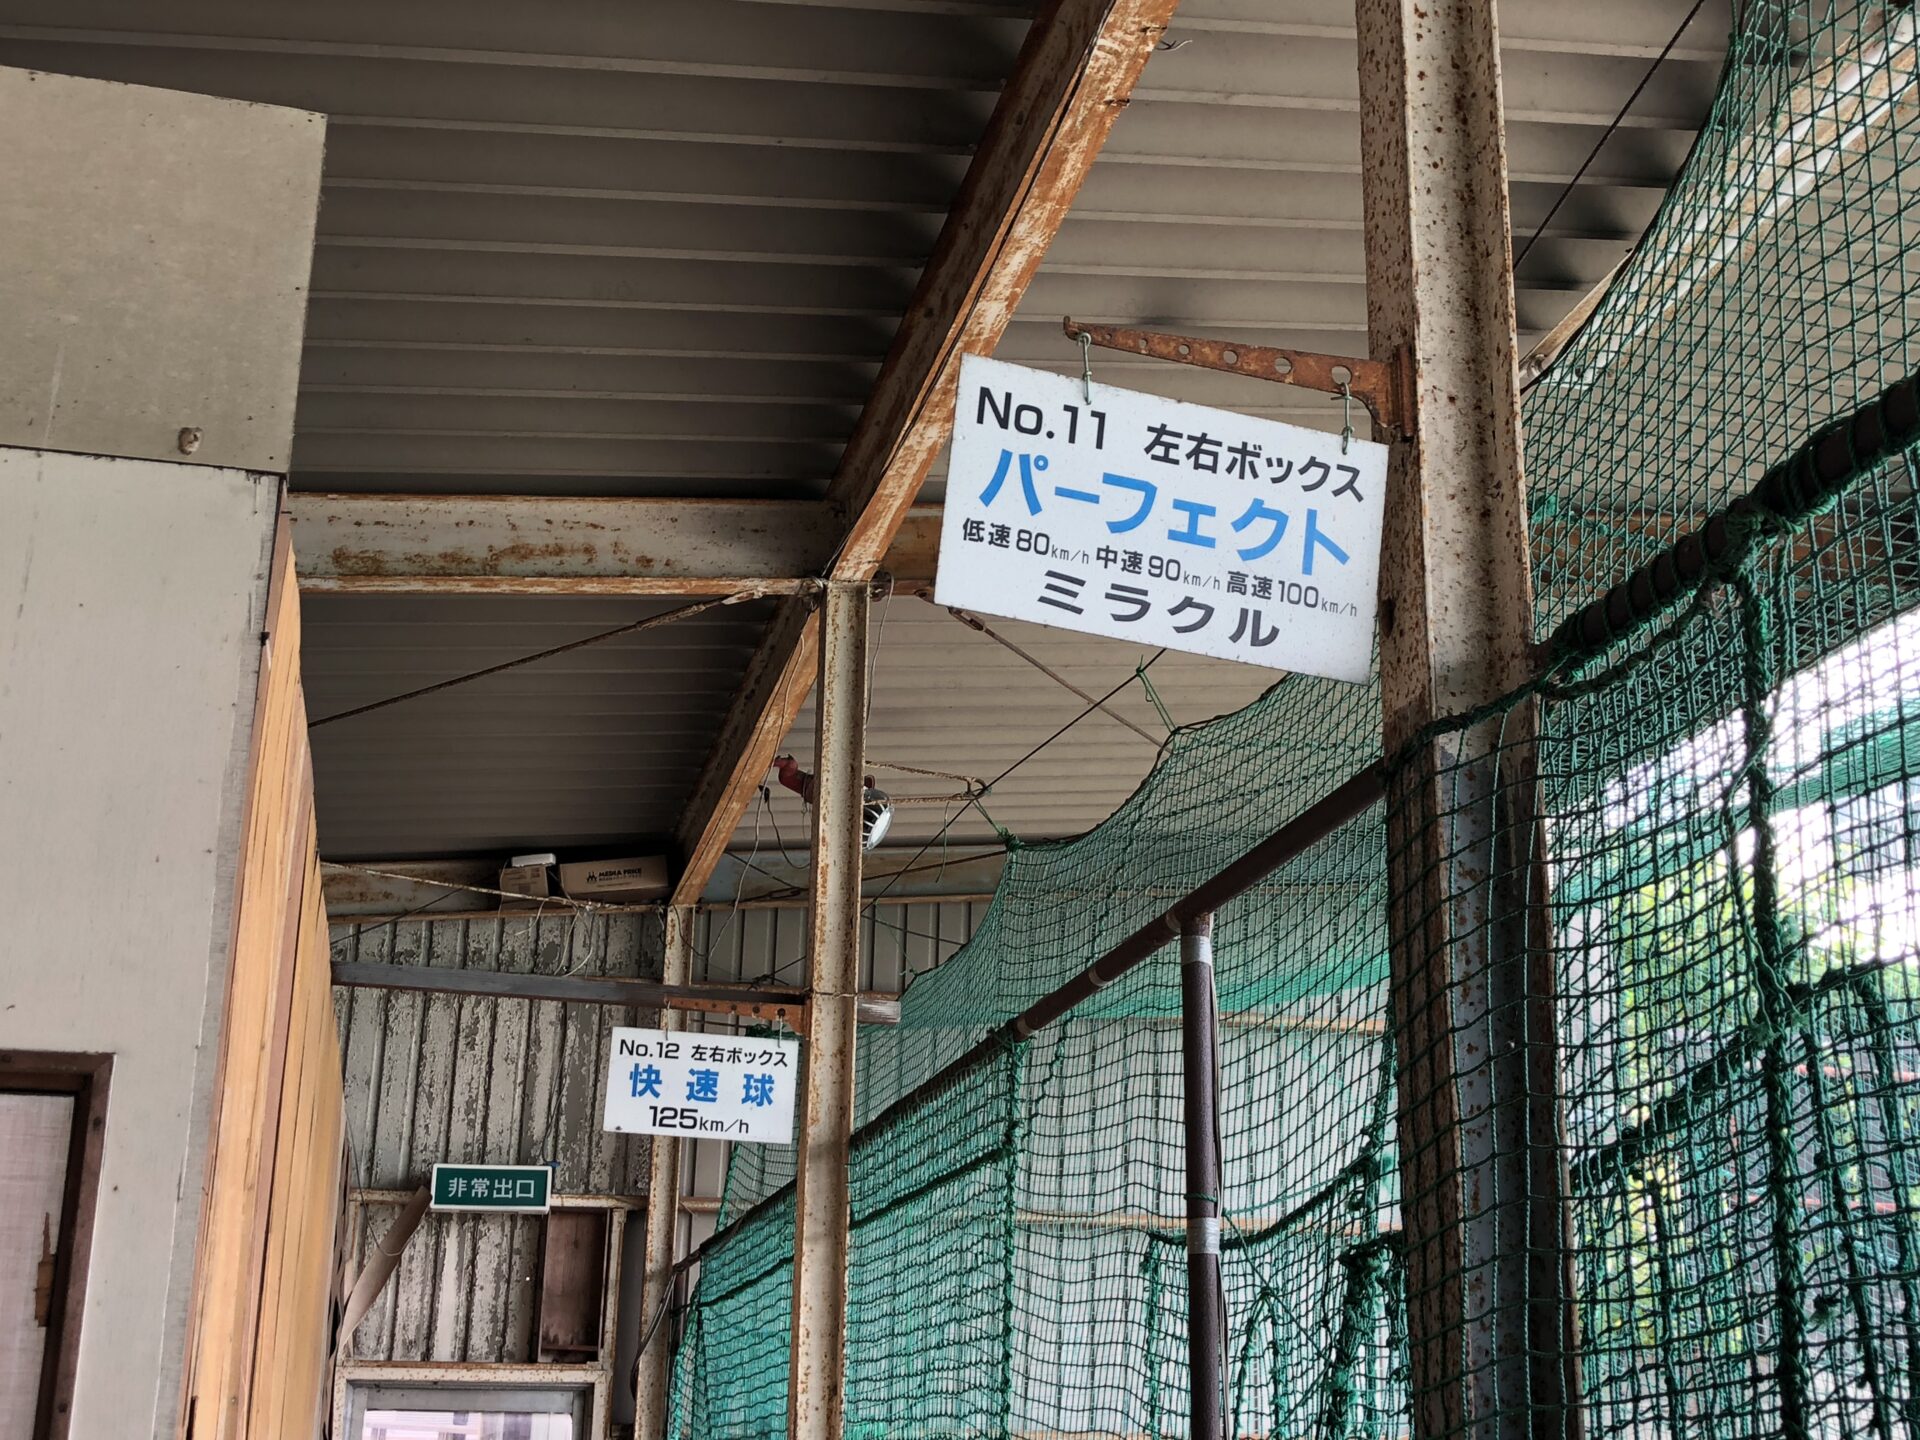 No.11 左右ボックス
パーフェクト
低速80km/h 中速90km/h 高速100km/h
ミラクル
MEDIA PRICE
No.12 左右ボックス
快速球
125km/h
非常出口